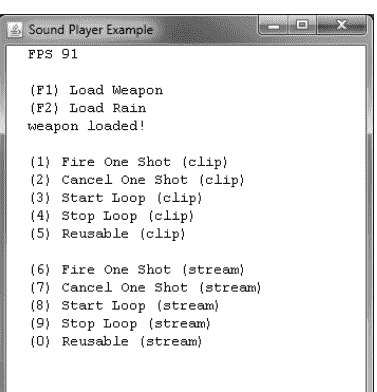 Sound Player Example
FPS 91
(F1) Load Weapon
(F2) Load Rain
weapon loaded!
(1) Fire One Shot (clip)
(2) Cancel One Shot (clip)
(3) Start Loop (clip)
(4) Stop Loop (clip)
(5) Reusable (clip)
(6) Fire One Shot (stream)
(7) Cancel One Shot (stream)
(8) Start Loop (stream)
(9) Stop Loop (stream)
(0) Reusable (stream)